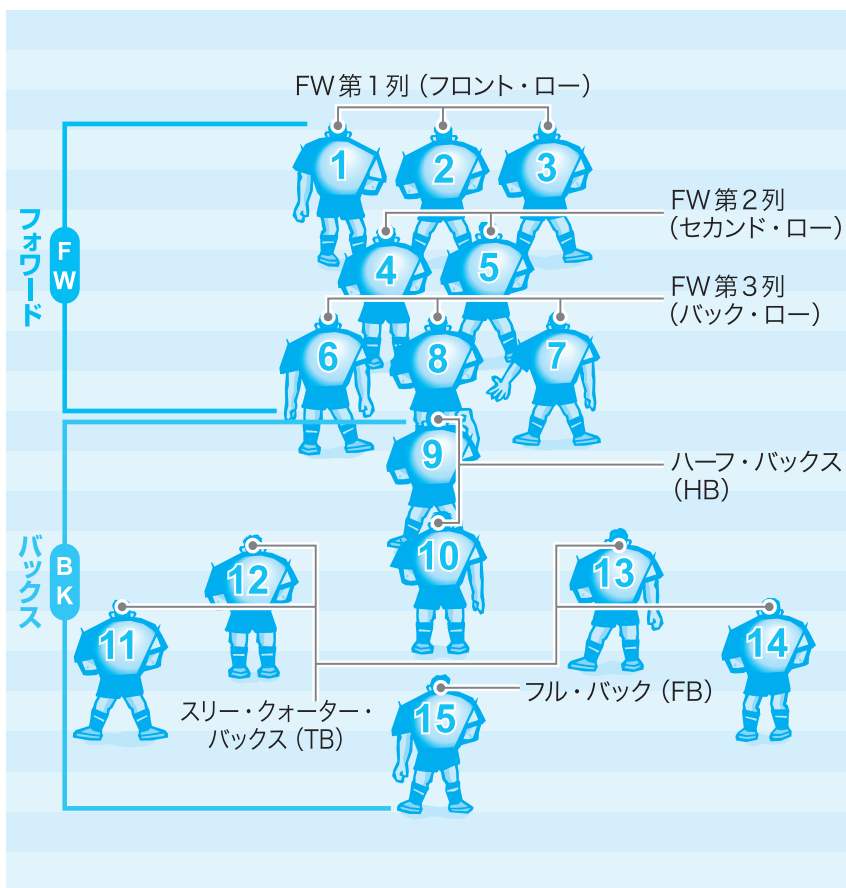 FW第1列(フロント・ロー)
1
2
3
フォワード
FW
FW第2列
(セカンド・ロー)
4
5
FW第3列
(バック・ロー)
6
8
7
バックス
BK
9
ハーフ・バックス
(HB)
10
12
13
11
14
スリー・クォーター・
バックス(TB)
フル・バック(FB)
15